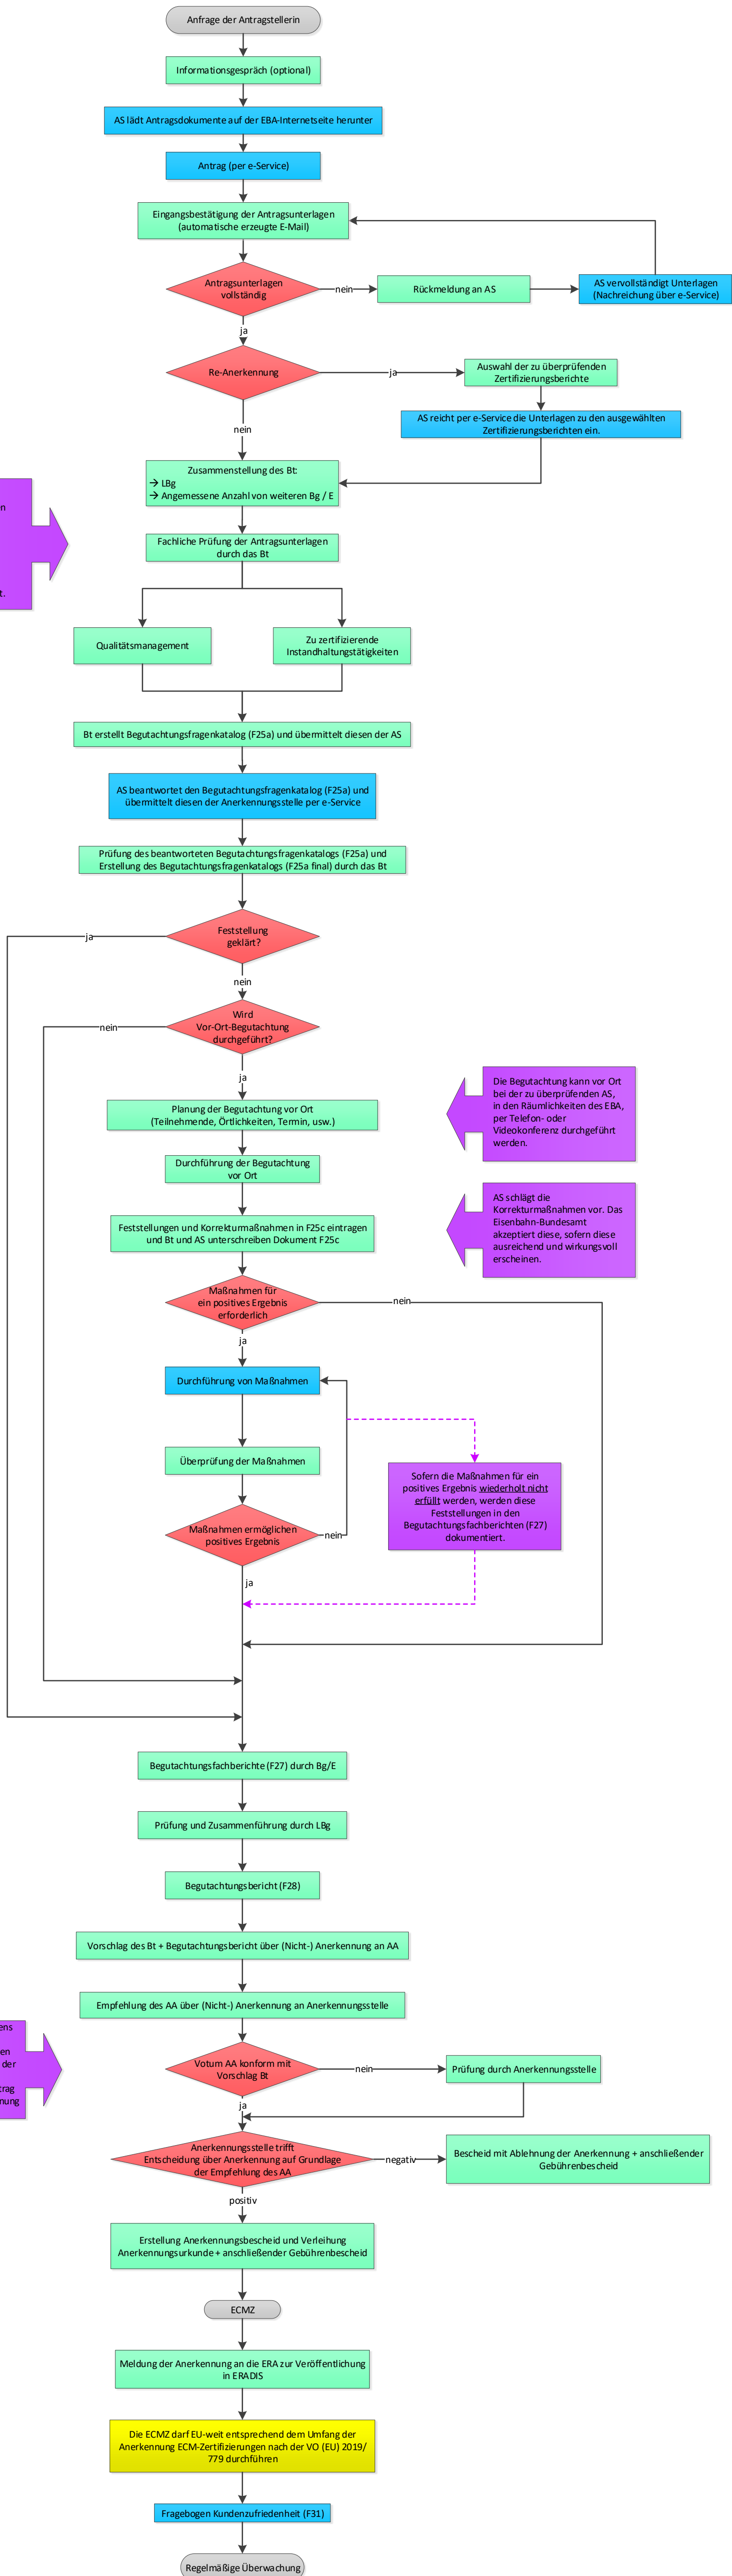 Anfrage der Antragstellerin
Informationsgespräch (optional)
AS lädt Antragsdokumente auf der EBA-Internetseite herunter
Antrag (per e-Service)
Eingangsbestätigung der Antragsunterlagen
(automatische erzeugte E-Mail)
Antragsunterlagen
vollständig
nein
Rückmeldung an AS
AS vervollständigt Unterlagen
(Nachreichung über e-Service)
ja
Re-Anerkennung
ja
Auswahl der zu überprüfenden
Zertifizierungsberichte
AS reicht per e-Service die Unterlagen zu den ausgewählten
Zertifizierungsberichten ein.
nein
Zusammenstellung des Bt:
→ LBg
→ Angemessene Anzahl von weiteren Bg / E
en
t.
Fachliche Prüfung der Antragsunterlagen
durch das Bt
Qualitätsmanagement
Zu zertifizierende
Instandhaltungstätigkeiten
Bt erstellt Begutachtungsfragenkatalog (F25a) und übermittelt diesen der AS
AS beantwortet den Begutachtungsfragenkatalog (F25a) und
übermittelt diesen der Anerkennungsstelle per e-Service
Prüfung des beantworteten Begutachtungsfragenkatalogs (F25a) und
Erstellung des Begutachtungsfragenkatalogs (F25a final) durch das Bt
Feststellung
geklärt?
ja
nein
Wird
Vor-Ort-Begutachtung
durchgeführt?
nein
ja
Planung der Begutachtung vor Ort
(Teilnehmende, Örtlichkeiten, Termin, usw.)
Die Begutachtung kann vor Ort
bei der zu überprüfenden AS,
in den Räumlichkeiten des EBA,
per Telefon- oder
Videokonferenz durchgeführt
werden.
Durchführung der Begutachtung
vor Ort
Feststellungen und Korrekturmaßnahmen in F25c eintragen
und Bt und AS unterschreiben Dokument F25c
AS schlägt die
Korrekturmaßnahmen vor. Das
Eisenbahn-Bundesamt
akzeptiert diese, sofern diese
ausreichend und wirkungsvoll
erscheinen.
Maßnahmen für
ein positives Ergebnis
erforderlich
nein
ja
Durchführung von Maßnahmen
Überprüfung der Maßnahmen
Sofern die Maßnahmen für ein
positives Ergebnis wiederholt nicht
erfüllt werden, werden diese
Feststellungen in den
Begutachtungsfachberichten (F27)
dokumentiert.
Maßnahmen ermöglichen
positives Ergebnis
nein
ja
Begutachtungsfachberichte (F27) durch Bg/E
Prüfung und Zusammenführung durch LBg
Begutachtungsbericht (F28)
Vorschlag des Bt + Begutachtungsbericht über (Nicht-) Anerkennung an AA
Empfehlung des AA über (Nicht-) Anerkennung an Anerkennungsstelle
ens
en
der
trag
nung
Votum AA konform mit
Vorschlag Bt
nein
Prüfung durch Anerkennungsstelle
ja
Anerkennungsstelle trifft
Entscheidung über Anerkennung auf Grundlage
der Empfehlung des AA
negativ
Bescheid mit Ablehnung der Anerkennung + anschließender
Gebührenbescheid
positiv
Erstellung Anerkennungsbescheid und Verleihung
Anerkennungsurkunde + anschließender Gebührenbescheid
ECMZ
Meldung der Anerkennung an die ERA zur Veröffentlichung
in ERADIS
Die ECMZ darf EU-weit entsprechend dem Umfang der
Anerkennung ECM-Zertifizierungen nach der VO (EU) 2019/
779 durchführen
Fragebogen Kundenzufriedenheit (F31)
Regelmäßige Überwachung